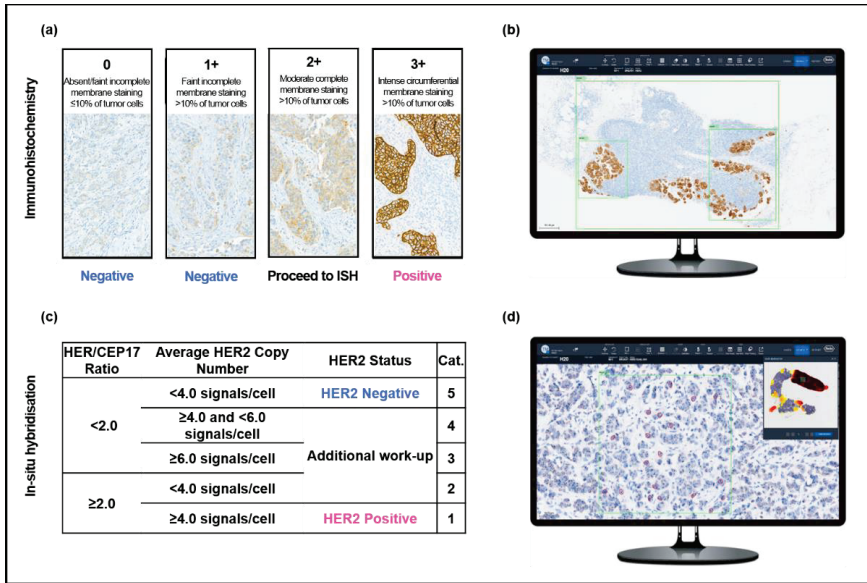 (a)
0
Absent/faint incomplete
membrane staining
≤10% of tumor cells
1+
Faint incomplete
membrane staining
>10% of tumor cells
2+
Moderate complete
membrane staining
>10% of tumor cells
3+
Intense circumferential
membrane staining
>10% of tumor cells
Immunohistochemistry
Negative
Negative
Proceed to ISH
Positive
(b)
H20
(c)
HER/CEP17
Ratio
Average HER2 Copy
Number
HER2 Status
Cat.
<2.0
<4.0 signals/cell
HER2 Negative
5
≥4.0 and <6.0
signals/cell
4
≥6.0 signals/cell
Additional work-up
3
≥2.0
<4.0 signals/cell
2
≥4.0 signals/cell
HER2 Positive
1
In-situ hybridisation
(d)
H20